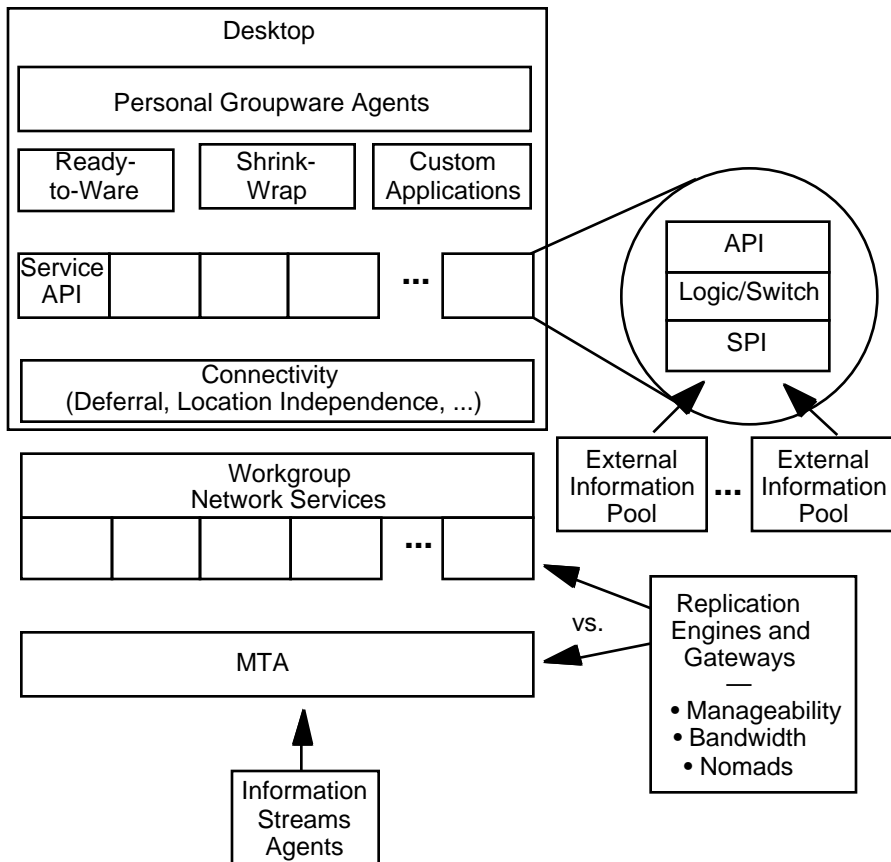 Desktop
Personal Groupware Agents
Ready-
to-Ware
Shrink-
Wrap
Custom
Applications
Service
API
...
API
Logic/Switch
SPI
Connectivity
(Deferral, Location Independence, ...)
External
Information
Pool
...
External
Information
Pool
Workgroup
Network Services
...
vs.
Replication
Engines and
Gateways
—
• Manageability
• Bandwidth
• Nomads
MTA
Information
Streams
Agents